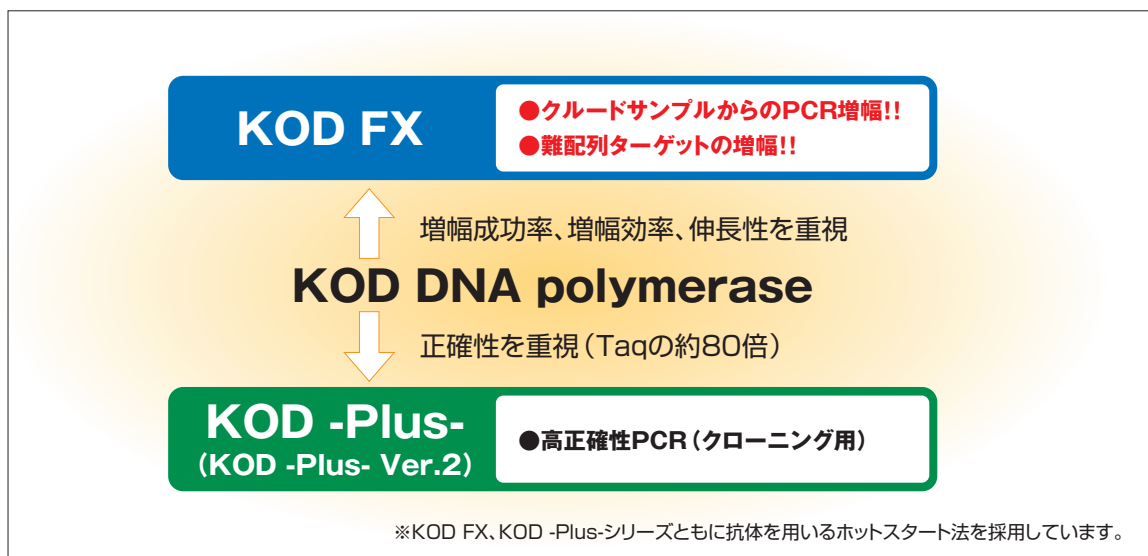 KOD FX
●クルードサンプルからのPCR増幅!!
●難配列ターゲットの増幅!!
増幅成功率、増幅効率、伸長性を重視
KOD DNA polymerase
正確性を重視（Taqの約80倍）
KOD -Plus-
(KOD -Plus- Ver.2)
●高正確性PCR（クローニング用）
※KOD FX、KOD -Plus-シリーズともに抗体を用いるホットスタート法を採用しています。